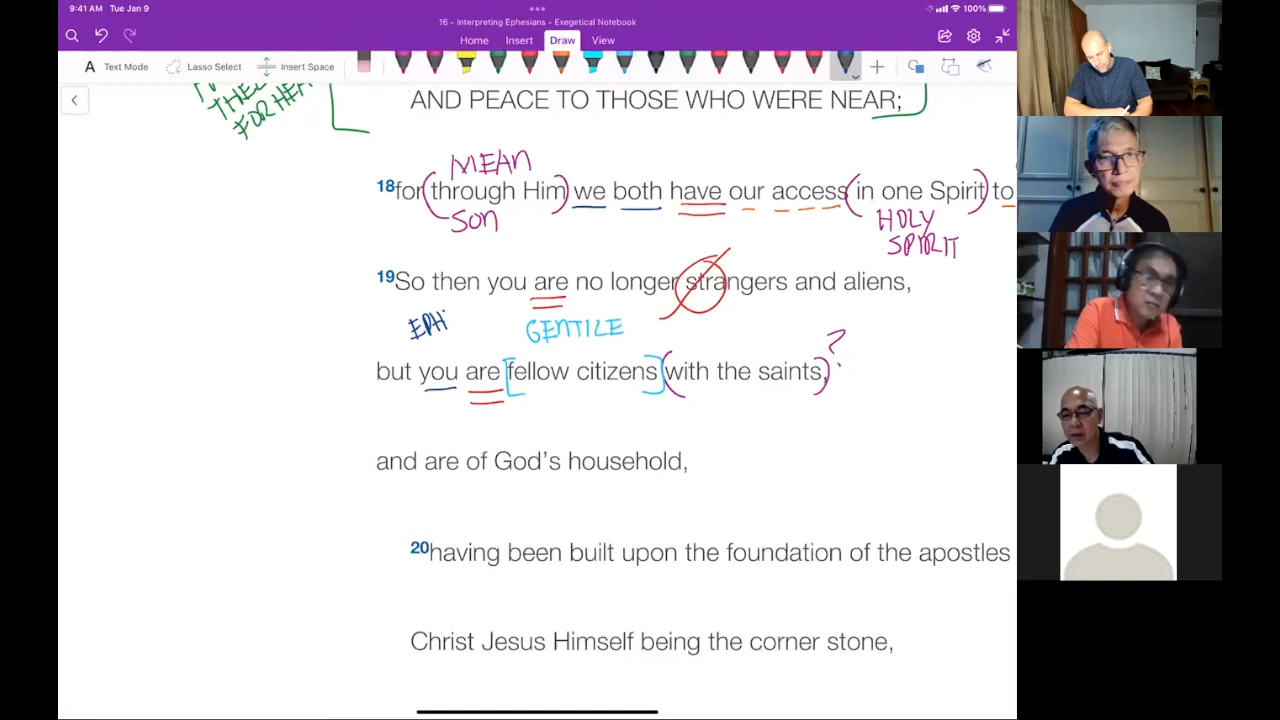 9:41 AM Tue Jan 9
100%
16 - Interpreting Ephesians - Exegetical Notebook
Home Insert Draw View
A Text Mode Lasso Select Insert Space
FOR HEA
AND PEACE TO THOSE WHO WERE NEAR;
MEAN
18for (through Him) we both have our access (in one Spirit) to
SON
HOLY
SPIRIT
19So then you are no longer strangers and aliens,
EPH
GENTILE
?
but you are [fellow citizens] (with the saints,)
and are of God's household,
20having been built upon the foundation of the apostles
Christ Jesus Himself being the corner stone,